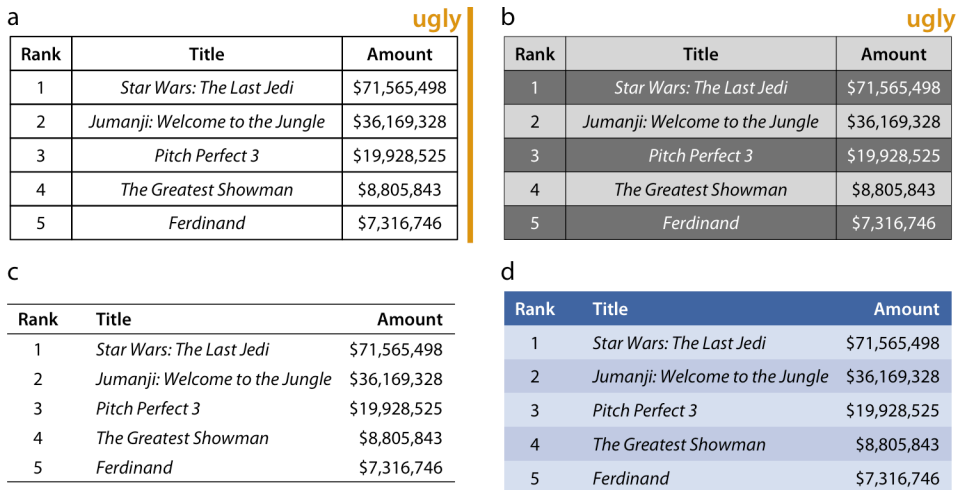 a
ugly
Rank Title Amount
1 Star Wars: The Last Jedi $71,565,498
2 Jumanji: Welcome to the Jungle $36,169,328
3 Pitch Perfect 3 $19,928,525
4 The Greatest Showman $8,805,843
5 Ferdinand $7,316,746
b
ugly
Rank Title Amount
1 Star Wars: The Last Jedi $71,565,498
2 Jumanji: Welcome to the Jungle $36,169,328
3 Pitch Perfect 3 $19,928,525
4 The Greatest Showman $8,805,843
5 Ferdinand $7,316,746
c
Rank Title Amount
1 Star Wars: The Last Jedi $71,565,498
2 Jumanji: Welcome to the Jungle $36,169,328
3 Pitch Perfect 3 $19,928,525
4 The Greatest Showman $8,805,843
5 Ferdinand $7,316,746
d
Rank Title Amount
1 Star Wars: The Last Jedi $71,565,498
2 Jumanji: Welcome to the Jungle $36,169,328
3 Pitch Perfect 3 $19,928,525
4 The Greatest Showman $8,805,843
5 Ferdinand $7,316,746